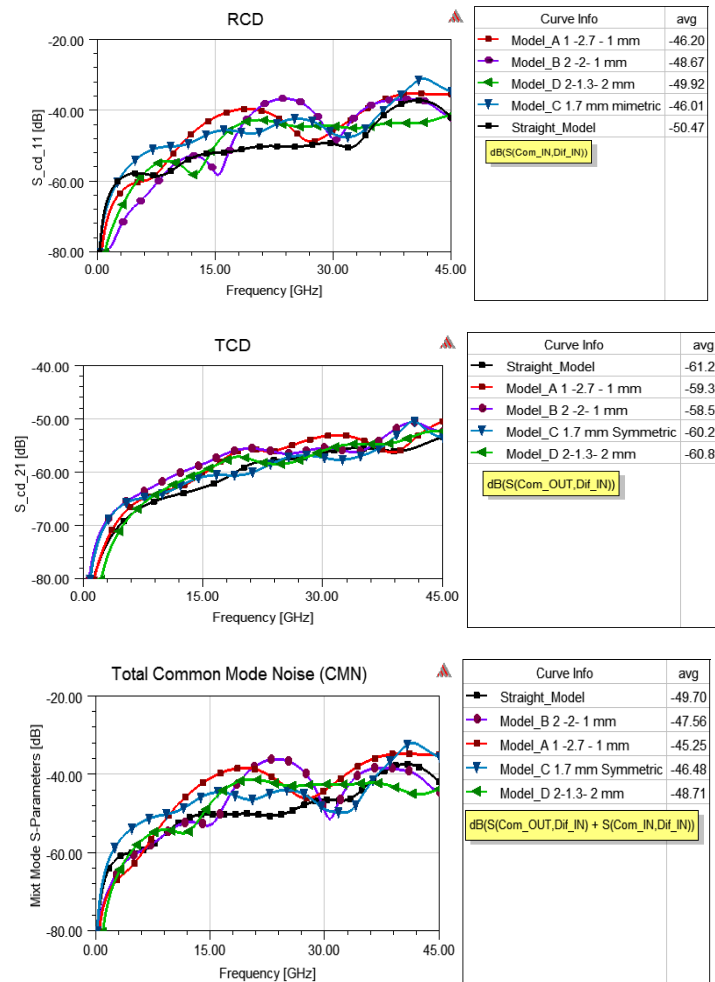 RCD
-20.00
-40.00
-60.00
-80.00
S_cd_11 [dB]
0.00 15.00 30.00 45.00
Frequency [GHz]
Curve Info avg
Model_A 1 -2.7 - 1 mm -46.20
Model_B 2 -2- 1 mm -48.67
Model_D 2-1.3- 2 mm -49.92
Model_C 1.7 mm mimetric -46.01
Straight_Model -50.47
dB(S(Com_IN,Dif_IN))
TCD
-40.00
-50.00
-60.00
-70.00
-80.00
S_cd_21 [dB]
0.00 15.00 30.00 45.00
Frequency [GHz]
Curve Info avg
Straight_Model -61.2
Model_A 1 -2.7 - 1 mm -59.3
Model_B 2 -2- 1 mm -58.5
Model_C 1.7 mm Symmetric -60.2
Model_D 2-1.3- 2 mm -60.8
dB(S(Com_OUT,Dif_IN))
Total Common Mode Noise (CMN)
-20.00
-40.00
-60.00
-80.00
Mixt Mode S-Parameters [dB]
0.00 15.00 30.00 45.00
Frequency [GHz]
Curve Info avg
Straight_Model -49.70
Model_B 2 -2- 1 mm -47.56
Model_A 1 -2.7 - 1 mm -45.25
Model_C 1.7 mm Symmetric -46.48
Model_D 2-1.3- 2 mm -48.71
dB(S(Com_OUT,Dif_IN) + S(Com_IN,Dif_IN))